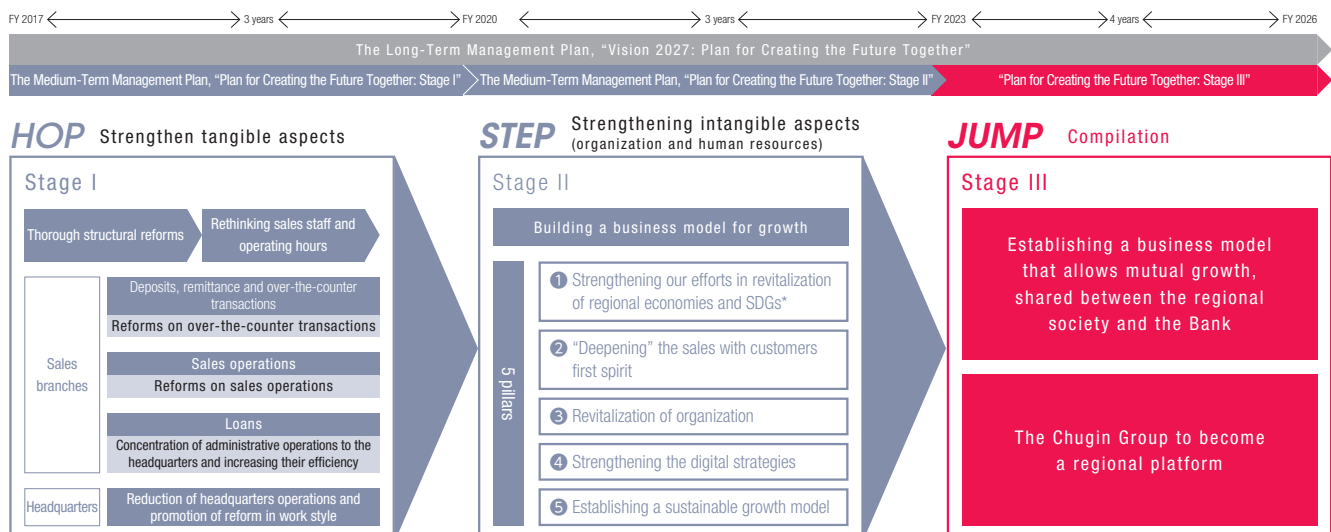 FY 2017
3 years
FY 2020
3 years
FY 2023
4 years
FY 2026
The Long-Term Management Plan, “Vision 2027: Plan for Creating the Future Together”
The Medium-Term Management Plan, “Plan for Creating the Future Together: Stage I”
The Medium-Term Management Plan, “Plan for Creating the Future Together: Stage II”
“Plan for Creating the Future Together: Stage III”
HOP Strengthen tangible aspects
Stage I
Thorough structural reforms
Rethinking sales staff and
operating hours
Sales
branches
Deposits, remittance and over-the-counter
transactions
Reforms on over-the-counter transactions
Sales operations
Reforms on sales operations
Loans
Concentration of administrative operations to the
headquarters and increasing their efficiency
Headquarters
Reduction of headquarters operations and
promotion of reform in work style
STEP Strengthening intangible aspects
(organization and human resources)
Stage II
Building a business model for growth
5 pillars
❶ Strengthening our efforts in revitalization
of regional economies and SDGs*
❷ “Deepening” the sales with customers
first spirit
❸ Revitalization of organization
❹ Strengthening the digital strategies
❺ Establishing a sustainable growth model
JUMP Compilation
Stage III
Establishing a business model
that allows mutual growth,
shared between the regional
society and the Bank
The Chugin Group to become
a regional platform